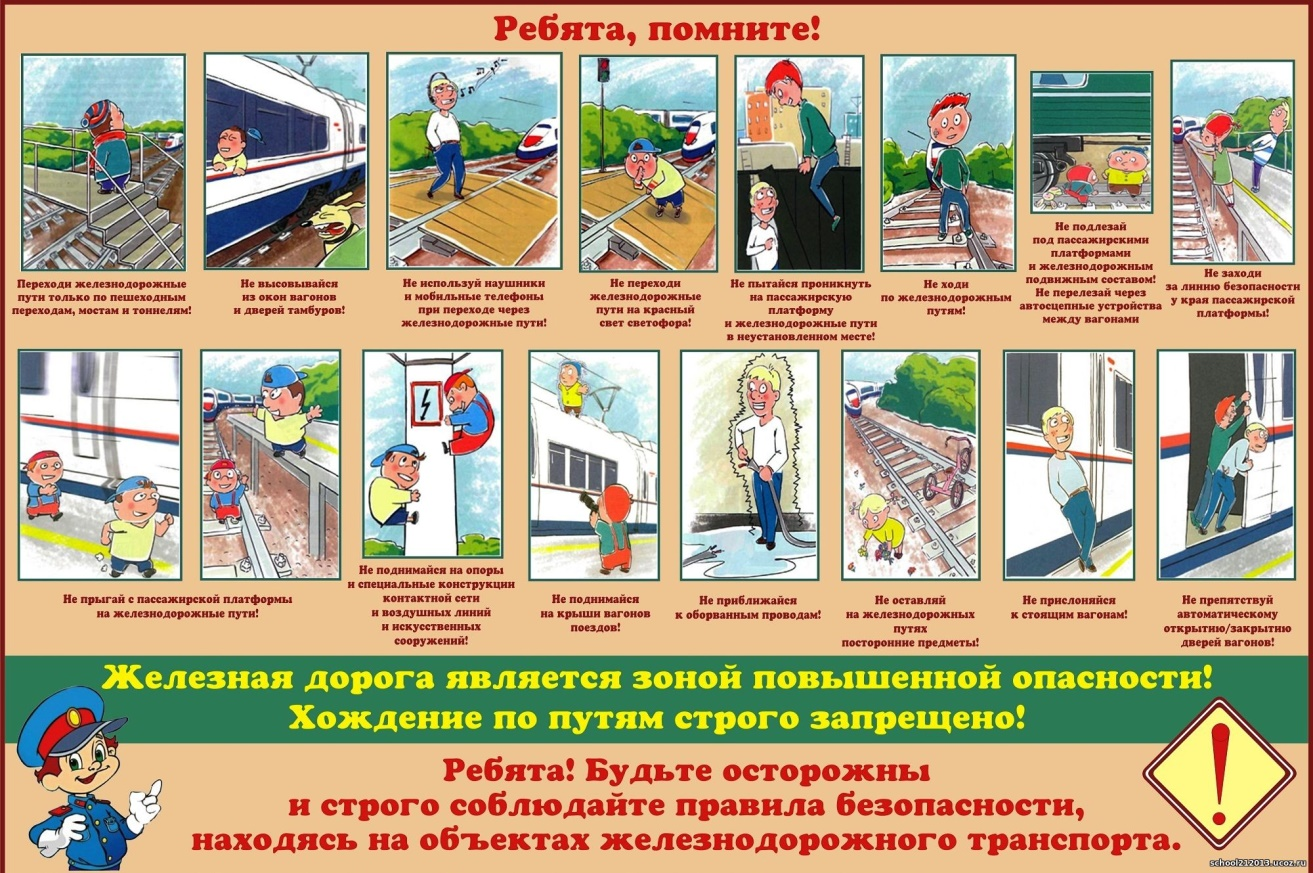 Ребята, помните!
Переходи железнодорожные
пути только по пешеходным
переходам, мостам и тоннелям!
Не высовывайся
из окон вагонов
и дверей тамбуров!
Не используй наушники
и мобильные телефоны
при переходе через
железнодорожные пути!
Не переходи
железнодорожные
пути на красный
свет светофора!
Не пытайся проникнуть
на пассажирскую
платформу
и железнодорожные пути
в неустановленном месте!
Не ходи
по железнодорожным
путям!
Не подлезай
под пассажирскими
платформами
и железнодорожным
подвижным составом!
Не перелезай через
автосцепные устройства
между вагонами
Не заходи
за линию безопасности
у края пассажирской
платформы!
Не прыгай с пассажирской платформы
на железнодорожные пути!
Не поднимайся на опоры
и специальные конструкции
контактной сети
и воздушных линий
и искусственных
сооружений!
Не поднимайся
на крыши вагонов
поездов!
Не приближайся
к оборванным проводам!
Не оставляй
на железнодорожных
путях
посторонние предметы!
Не прислоняйся
к стоящим вагонам!
Не препятствуй
автоматическому
открытию/закрытию
дверей вагонов!
Железная дорога является зоной повышенной опасности!
Хождение по путям строго запрещено!
Ребята! Будьте осторожны
и строго соблюдайте правила безопасности,
находясь на объектах железнодорожного транспорта.
!
school212013.ucoz.ru